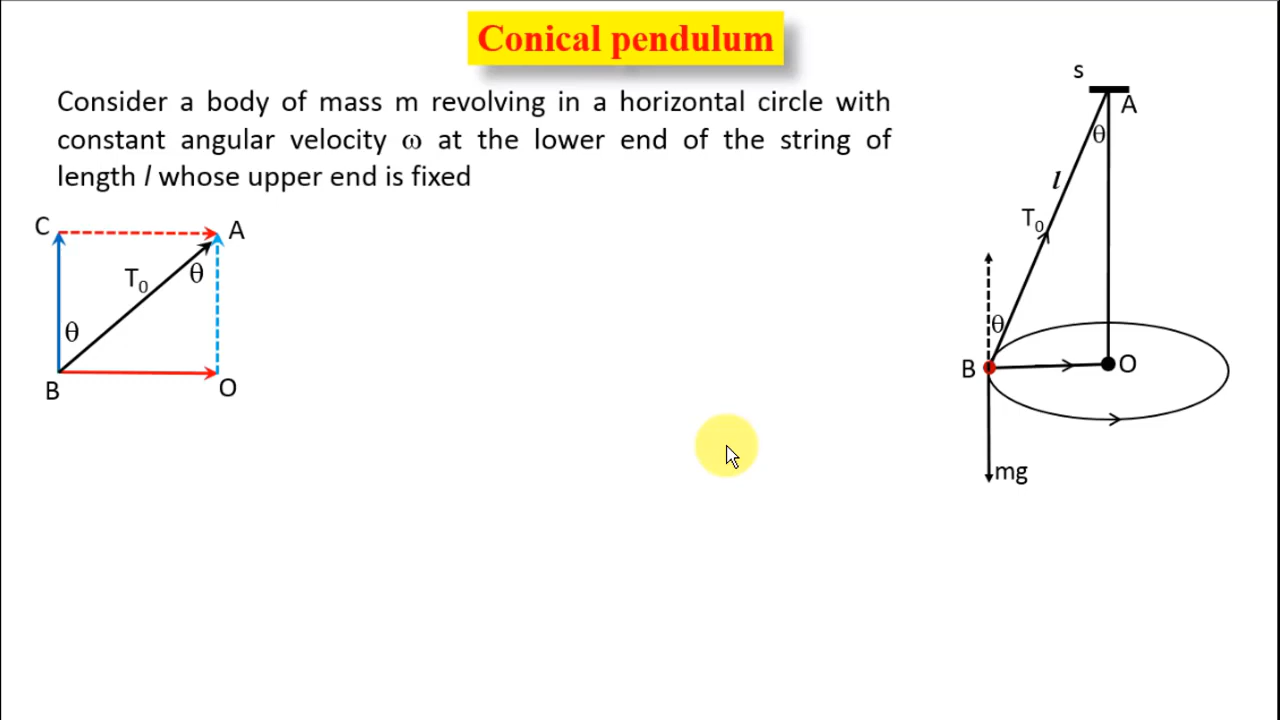 Conical pendulum
Consider a body of mass m revolving in a horizontal circle with
constant angular velocity ω at the lower end of the string of
length l whose upper end is fixed
C
A
T₀
θ
θ
B
O
s
A
θ
l
T₀
θ
B
O
mg